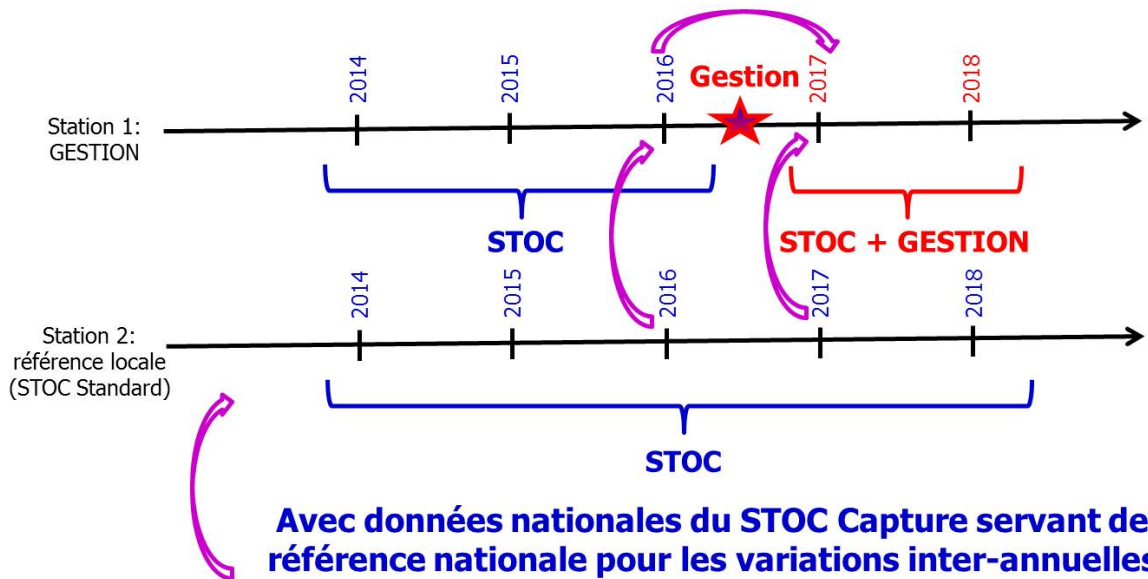 2014
2015
2016
Gestion
2017
2018
Station 1:
GESTION
STOC
STOC + GESTION
2014
2015
2016
2017
2018
Station 2:
référence locale
(STOC Standard)
STOC
Avec données nationales du STOC Capture servant de
référence nationale pour les variations inter-annuelles